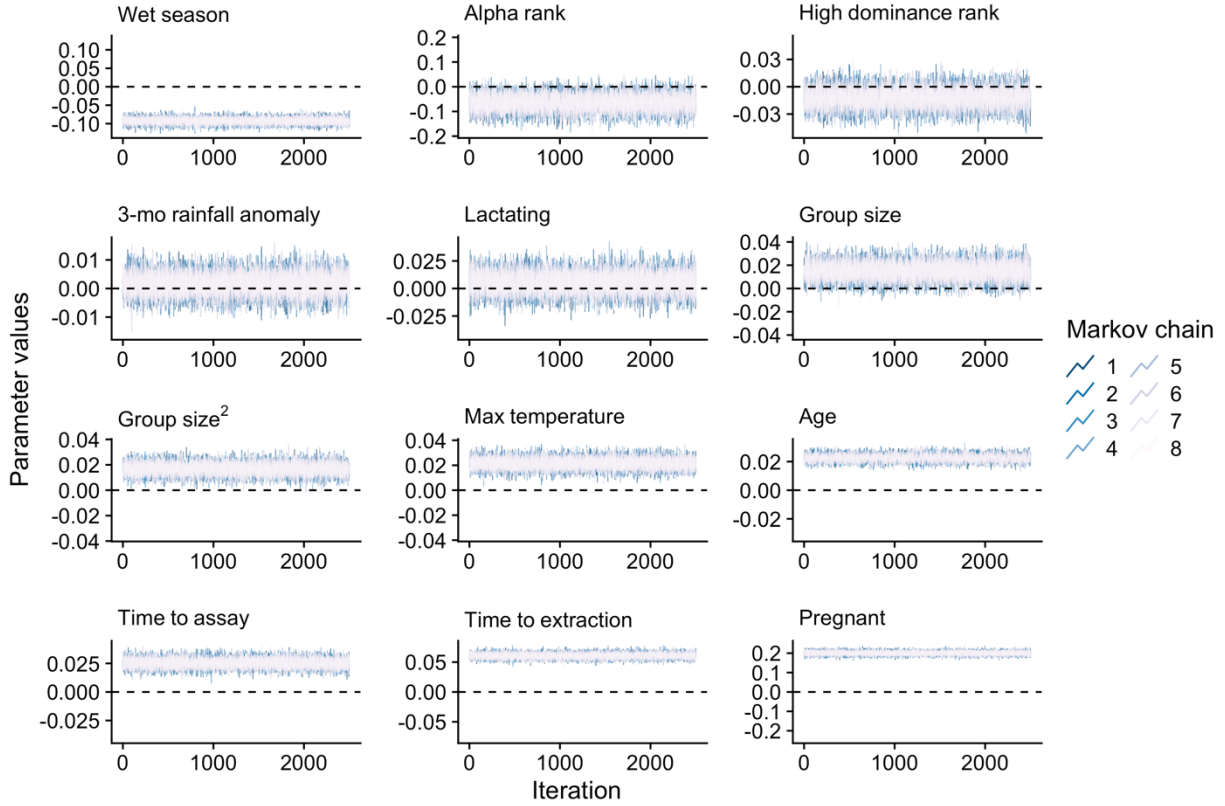 Wet season
0.10
0.05
0.00
-0.05
-0.10
0 1000 2000
Alpha rank
0.2
0.1
0.0
-0.1
-0.2
0 1000 2000
High dominance rank
0.03
0.00
-0.03
0 1000 2000
3-mo rainfall anomaly
0.01
0.00
-0.01
0 1000 2000
Lactating
0.025
0.000
-0.025
0 1000 2000
Group size
0.04
0.02
0.00
-0.02
-0.04
0 1000 2000
Group size²
0.04
0.02
0.00
-0.02
-0.04
0 1000 2000
Max temperature
0.04
0.02
0.00
-0.02
-0.04
0 1000 2000
Age
0.02
0.00
-0.02
0 1000 2000
Time to assay
0.025
0.000
-0.025
0 1000 2000
Time to extraction
0.05
0.00
-0.05
0 1000 2000
Pregnant
0.2
0.1
0.0
-0.1
-0.2
0 1000 2000
Parameter values
Iteration
Markov chain
1 5
2 6
3 7
4 8